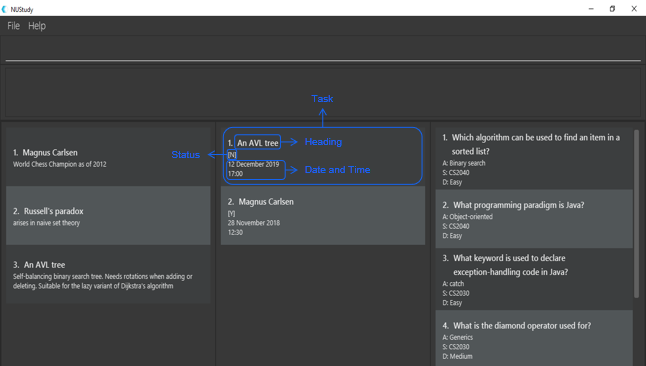 NUStudy
File Help
Task
1. Magnus Carlsen
World Chess Champion as of 2012
2. Russell's paradox
arises in naive set theory
3. An AVL tree
Self-balancing binary search tree. Needs rotations when adding or
deleting. Suitable for the lazy variant of Dijkstra's algorithm
Status
1. An AVL tree
Heading
[N]
12 December 2019
17:00
Date and Time
2. Magnus Carlsen
[Y]
28 November 2018
12:30
1. Which algorithm can be used to find an item in a
sorted list?
A: Binary search
S: CS2040
D: Easy
2. What programming paradigm is Java?
A: Object-oriented
S: CS2040
D: Easy
3. What keyword is used to declare
exception-handling code in Java?
A: catch
S: CS2030
D: Easy
4. What is the diamond operator used for?
A: Generics
S: CS2030
D: Medium